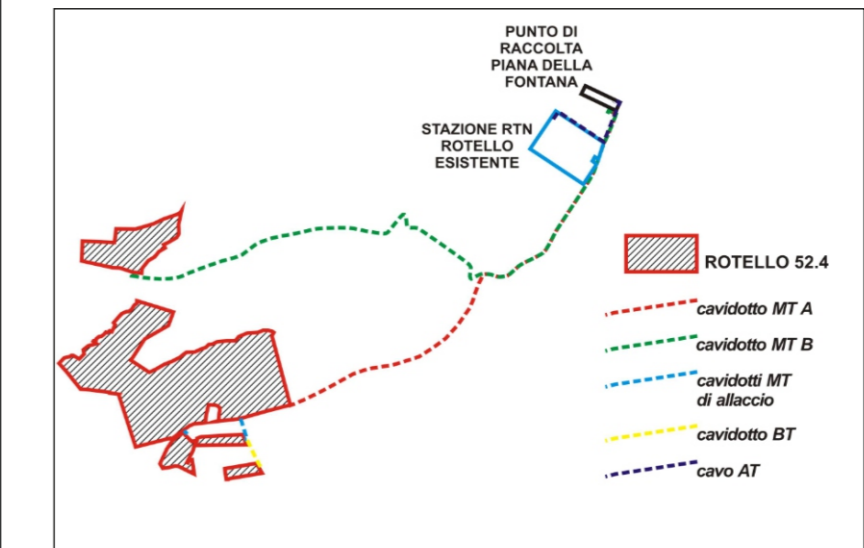 PUNTO DI
RACCOLTA
PIANA DELLA
FONTANA
STAZIONE RTN
ROTELLO
ESISTENTE
ROTELLO 52.4
cavidotto MT A
cavidotto MT B
cavidotti MT
di allaccio
cavidotto BT
cavo AT